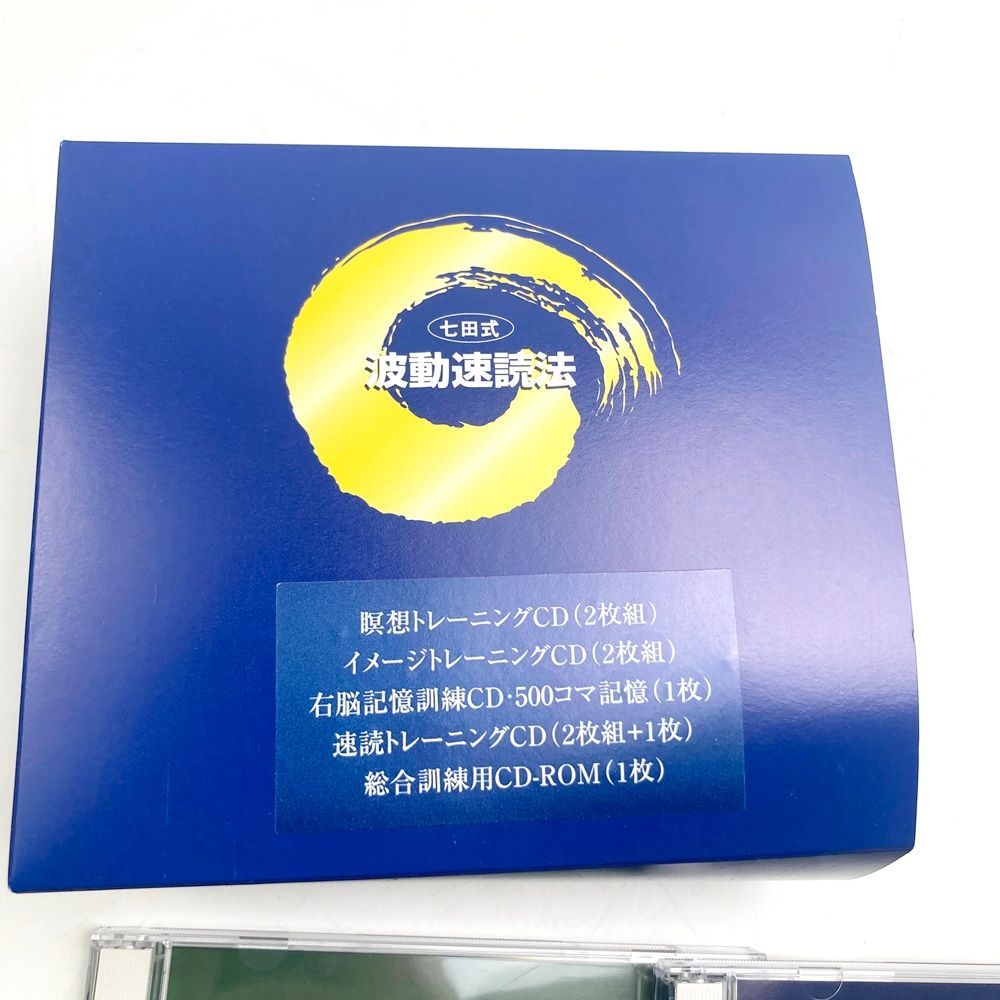 七田式
波動速読法
瞑想トレーニングCD(2枚組)
イメージトレーニングCD(2枚組)
右脳記憶訓練CD・500コマ記憶(1枚)
速読トレーニングCD(2枚組+1枚)
総合訓練用CD-ROM(1枚)